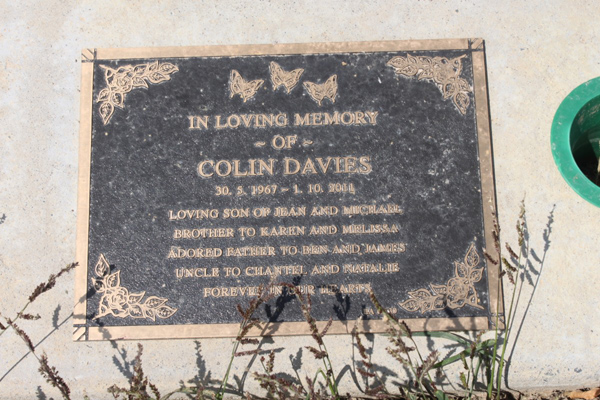 IN LOVING MEMORY
~ OF ~
COLIN DAVIES
30. 5. 1967 ~ 1. 10. 2011
LOVING SON OF JEAN AND MICHAEL
BROTHER TO KAREN AND MELISSA
ADORED FATHER TO BEN AND JAMES
UNCLE TO CHANTEL AND NATALIE
FOREVER IN OUR HEARTS